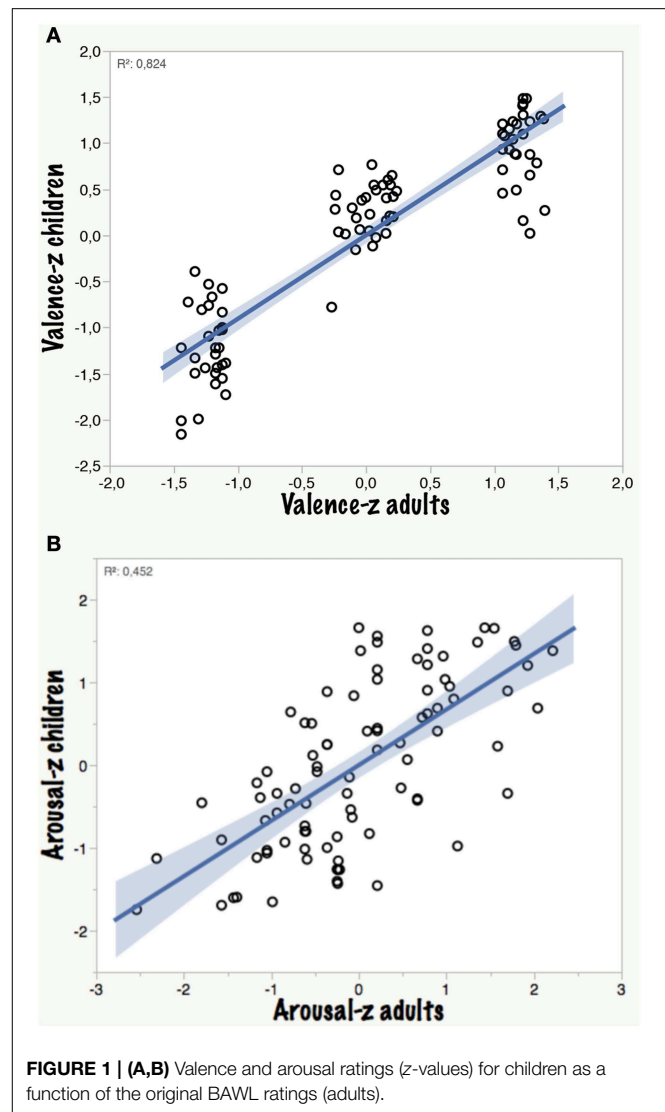 A
R²: 0,824
2,0
1,5
1,0
0,5
0,0
-0,5
-1,0
-1,5
-2,0
-2,5
Valence-z children
-2,0 -1,5 -1,0 -0,5 0,0 0,5 1,0 1,5 2,0
Valence-z adults
B
R²: 0,452
2
1
0
-1
-2
Arousal-z children
-3 -2 -1 0 1 2 3
Arousal-z adults
FIGURE 1 | (A,B) Valence and arousal ratings (z-values) for children as a
function of the original BAWL ratings (adults).